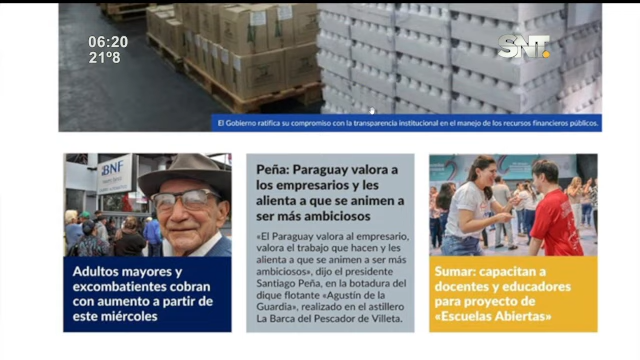 06:20
21°8
SNT.
El Gobierno ratifica su compromiso con la transparencia institucional en el manejo de los recursos financieros públicos.
BNF
Adultos mayores y
excombatientes cobran
con aumento a partir de
este miércoles
Peña: Paraguay valora a
los empresarios y les
alienta a que se animen a
ser más ambiciosos
«El Paraguay valora al empresario,
valora el trabajo que hacen y les
alienta a que se animen a ser más
ambiciosos», dijo el presidente
Santiago Peña, en la botadura del
dique flotante «Agustín de la
Guardia», realizado en el astillero
La Barca del Pescador de Villeta.
Sumar: capacitan a
docentes y educadores
para proyecto de
«Escuelas Abiertas»